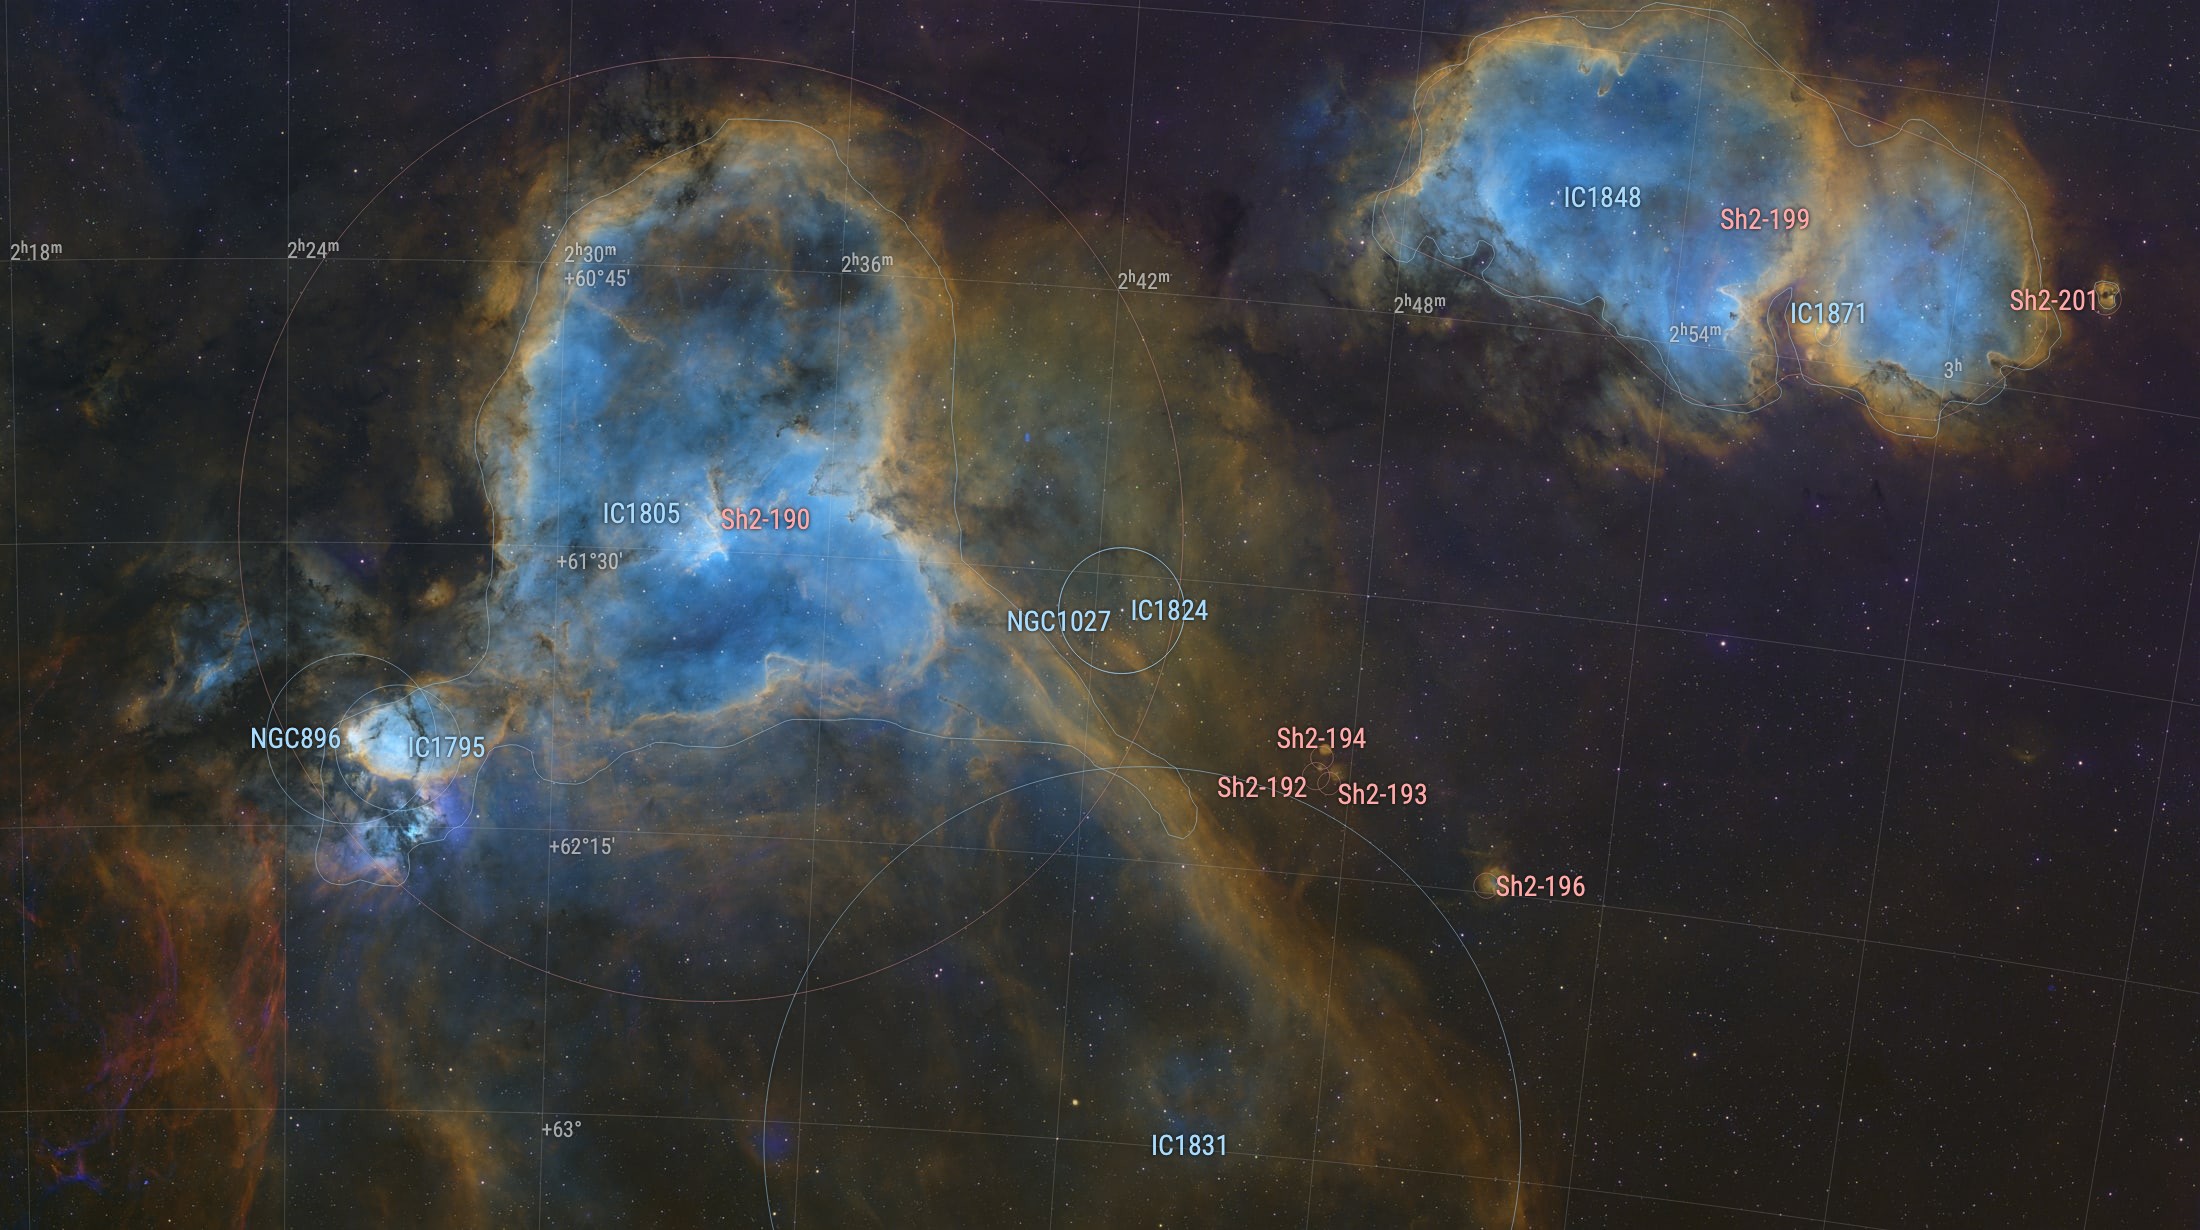 IC1848
Sh2-199
2h18m
2h24m
2h30m
+60°45'
2h36m
2h42m
2h48m
2h54m
IC1871
Sh2-201
3h
IC1805
Sh2-190
+61°30'
NGC1027
IC1824
NGC896
IC1795
Sh2-194
Sh2-192
Sh2-193
+62°15'
Sh2-196
+63°
IC1831